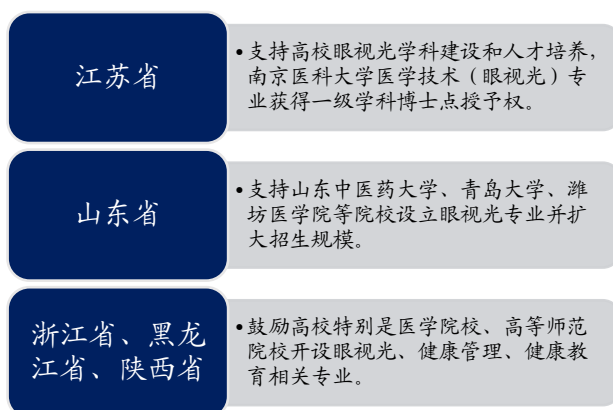 江苏省
•支持高校眼视光学科建设和人才培养，
南京医科大学医学技术（眼视光）专
业获得一级学科博士点授予权。
山东省
•支持山东中医药大学、青岛大学、潍
坊医学院等院校设立眼视光专业并扩
大招生规模。
浙江省、黑龙
江省、陕西省
•鼓励高校特别是医学院校、高等师范
院校开设眼视光、健康管理、健康教
育相关专业。